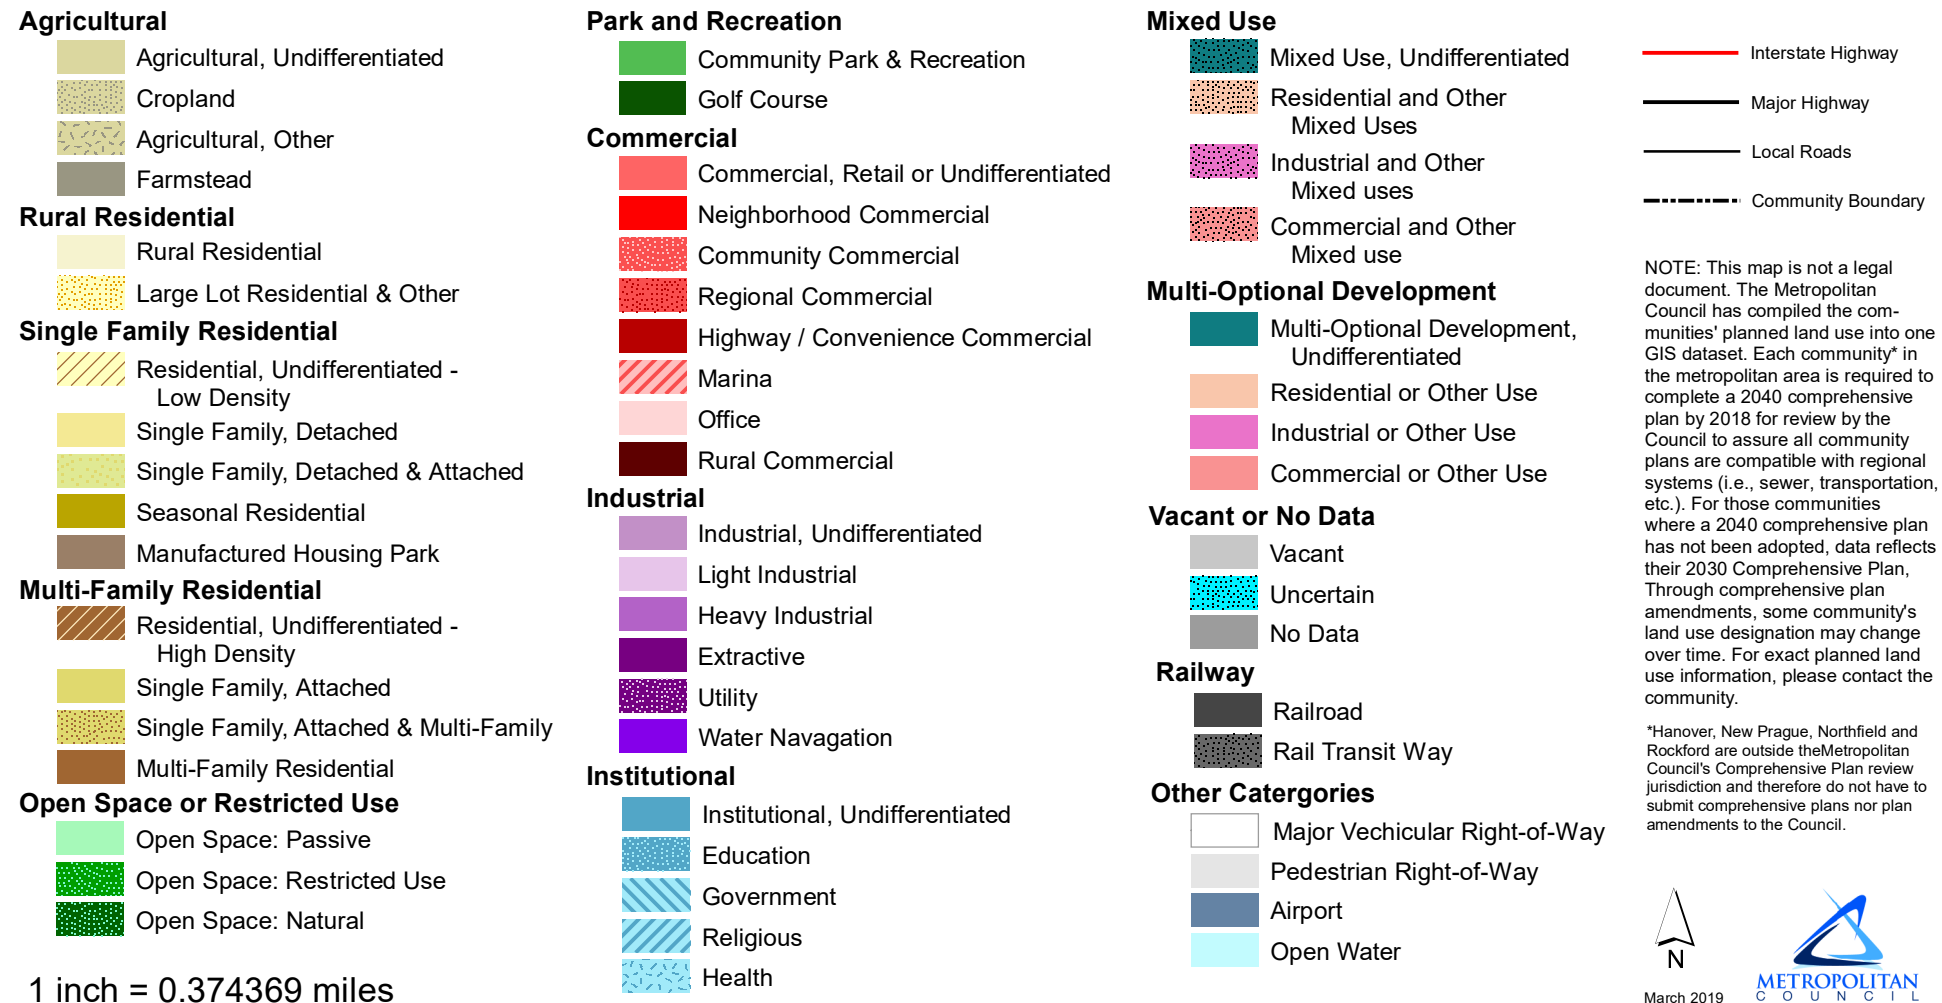 Agricultural
Agricultural, Undifferentiated
Cropland
Agricultural, Other
Farmstead
Rural Residential
Rural Residential
Large Lot Residential & Other
Single Family Residential
Residential, Undifferentiated -
Low Density
Single Family, Detached
Single Family, Detached & Attached
Seasonal Residential
Manufactured Housing Park
Multi-Family Residential
Residential, Undifferentiated -
High Density
Single Family, Attached
Single Family, Attached & Multi-Family
Multi-Family Residential
Open Space or Restricted Use
Open Space: Passive
Open Space: Restricted Use
Open Space: Natural
1 inch = 0.374369 miles
Park and Recreation
Community Park & Recreation
Golf Course
Commercial
Commercial, Retail or Undifferentiated
Neighborhood Commercial
Community Commercial
Regional Commercial
Highway / Convenience Commercial
Marina
Office
Rural Commercial
Industrial
Industrial, Undifferentiated
Light Industrial
Heavy Industrial
Extractive
Utility
Water Navagation
Institutional
Institutional, Undifferentiated
Education
Government
Religious
Health
Mixed Use
Mixed Use, Undifferentiated
Residential and Other
Mixed Uses
Industrial and Other
Mixed uses
Commercial and Other
Mixed use
Multi-Optional Development
Multi-Optional Development,
Undifferentiated
Residential or Other Use
Industrial or Other Use
Commercial or Other Use
Vacant or No Data
Vacant
Uncertain
No Data
Railway
Railroad
Rail Transit Way
Other Catergories
Major Vechicular Right-of-Way
Pedestrian Right-of-Way
Airport
Open Water
Interstate Highway
Major Highway
Local Roads
Community Boundary
NOTE: This map is not a legal
document. The Metropolitan
Council has compiled the com-
munities' planned land use into one
GIS dataset. Each community* in
the metropolitan area is required to
complete a 2040 comprehensive
plan by 2018 for review by the
Council to assure all community
plans are compatible with regional
systems (i.e., sewer, transportation,
etc.). For those communities
where a 2040 comprehensive plan
has not been adopted, data reflects
their 2030 Comprehensive Plan,
Through comprehensive plan
amendments, some community's
land use designation may change
over time. For exact planned land
use information, please contact the
community.
*Hanover, New Prague, Northfield and
Rockford are outside theMetropolitan
Council's Comprehensive Plan review
jurisdiction and therefore do not have to
submit comprehensive plans nor plan
amendments to the Council.
N
March 2019
METROPOLITAN
COUNCIL